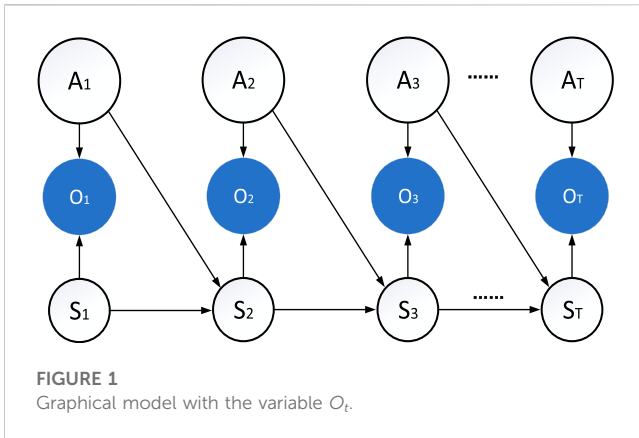 A1 A2 A3 ...... AT
O1 O2 O3 OT
S1 S2 S3 ...... ST
FIGURE 1
Graphical model with the variable Ot.